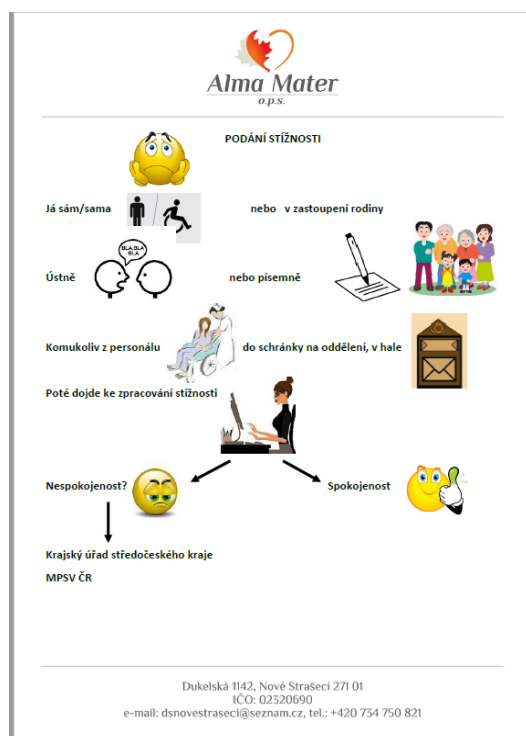 Alma Mater
o.p.s.
PODÁNÍ STÍŽNOSTI
Já sám/sama nebo v zastoupení rodiny
BLA,BLA
BLA
Ústně nebo písemně
Komukoliv z personálu do schránky na oddělení, v hale
Poté dojde ke zpracování stížnosti
Nespokojenost? Spokojenost
Krajský úřad středočeského kraje
MPSV ČR
Dukelská 1142, Nové Strašecí 271 01
IČO: 02320690
e-mail: dsnovestraseci@seznam.cz, tel.: +420 734 750 821